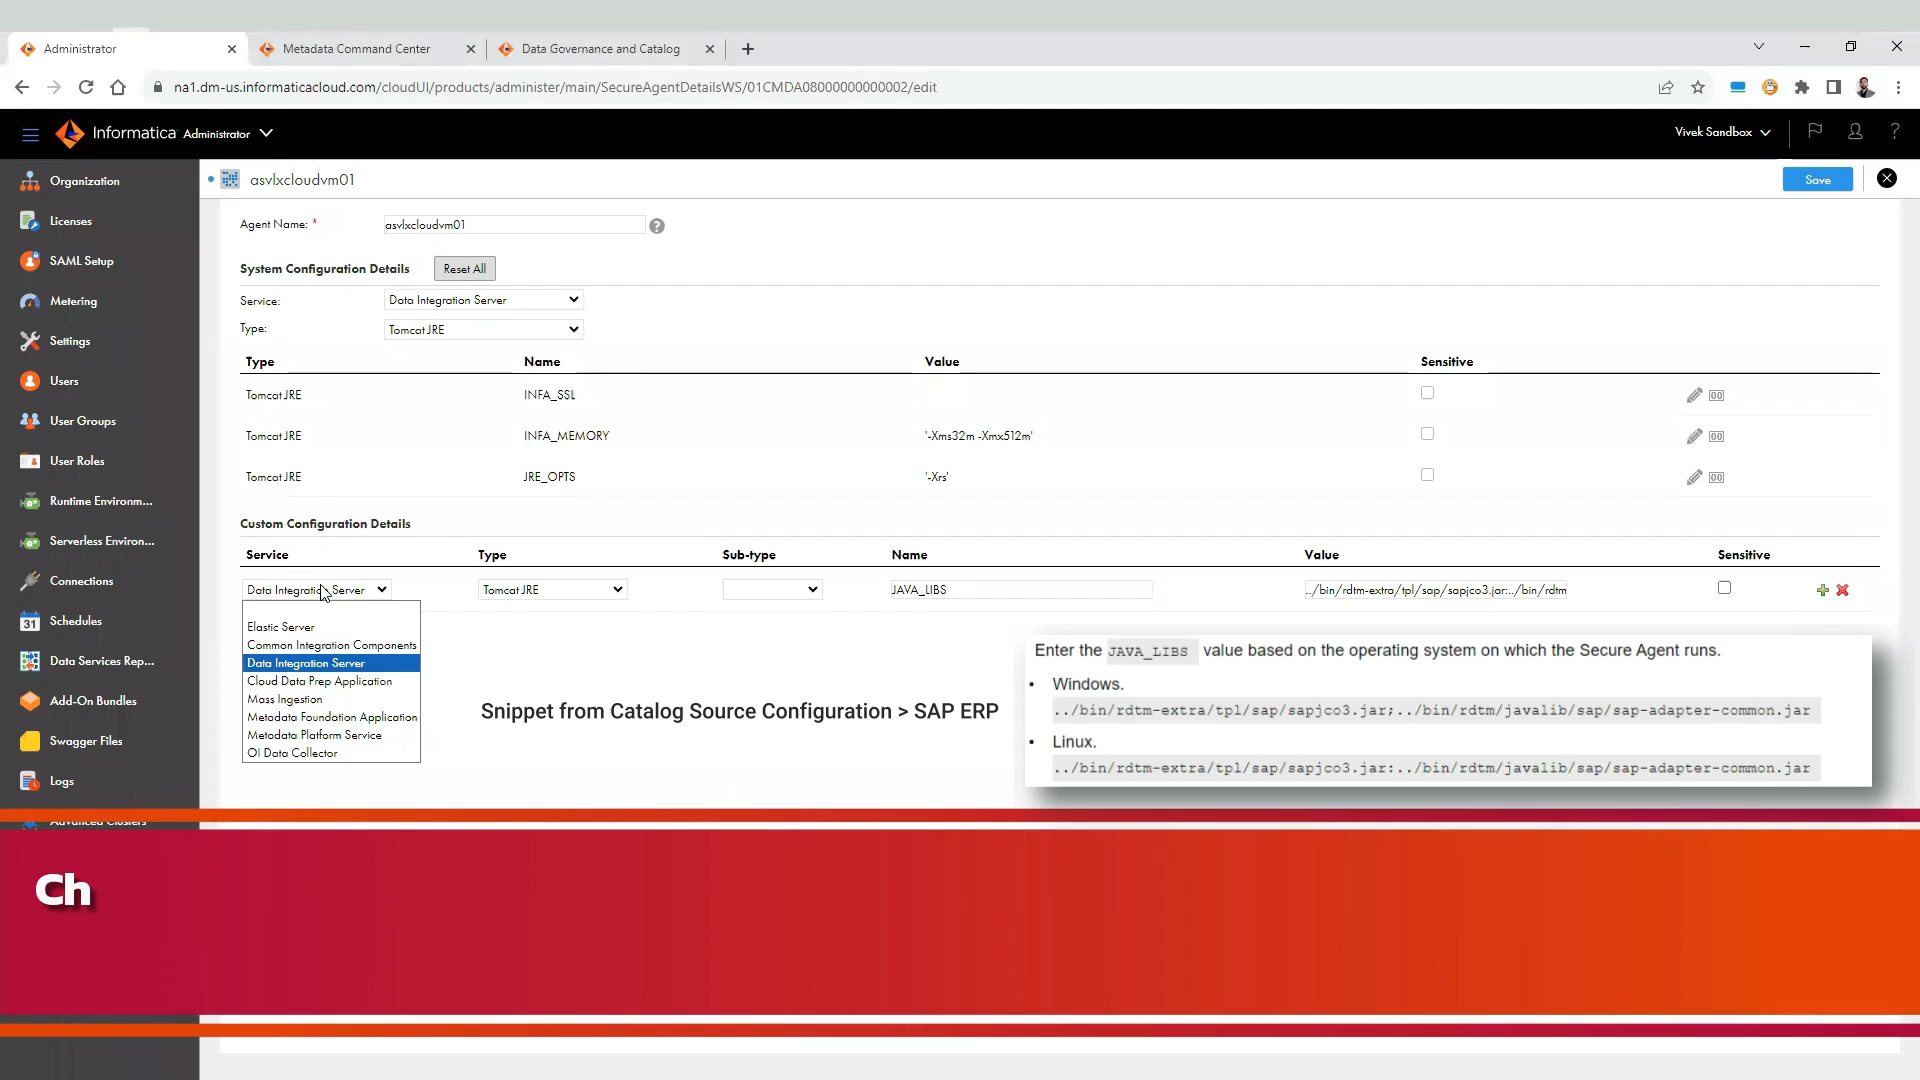 Administrator
Metadata Command Center
Data Governance and Catalog
na1.dm-us.informaticacloud.com/cloudUI/products/administer/main/SecureAgentDetailsWS/01CMDA08000000000002/edit
Informatica Administrator
Vivek Sandbox
?
Organization
Licenses
SAML Setup
Metering
Settings
Users
User Groups
User Roles
Runtime Environm...
Serverless Environ...
Connections
Schedules
Data Services Rep...
Add-On Bundles
Swagger Files
Logs
Advanced Clusters
asvlxcloudvm01
Save
Agent Name: * asvlxcloudvm01 ?
System Configuration Details Reset All
Service: Data Integration Server
Type: Tomcat JRE
Type Name Value Sensitive
Tomcat JRE INFA_SSL
Tomcat JRE INFA_MEMORY '-Xms32m -Xmx512m'
Tomcat JRE JRE_OPTS '-Xrs'
Custom Configuration Details
Service Type Sub-type Name Value Sensitive
Data Integration Server Tomcat JRE JAVA_LIBS ../bin/rdtm-extra/tpl/sap/sapjco3.jar:../bin/rdtm
Elastic Server
Common Integration Components
Data Integration Server
Cloud Data Prep Application
Mass Ingestion
Metadata Foundation Application
Metadata Platform Service
OI Data Collector
Snippet from Catalog Source Configuration > SAP ERP
Enter the JAVA_LIBS value based on the operating system on which the Secure Agent runs.
• Windows.
../bin/rdtm-extra/tpl/sap/sapjco3.jar;../bin/rdtm/javalib/sap/sap-adapter-common.jar
• Linux.
../bin/rdtm-extra/tpl/sap/sapjco3.jar:../bin/rdtm/javalib/sap/sap-adapter-common.jar
Ch